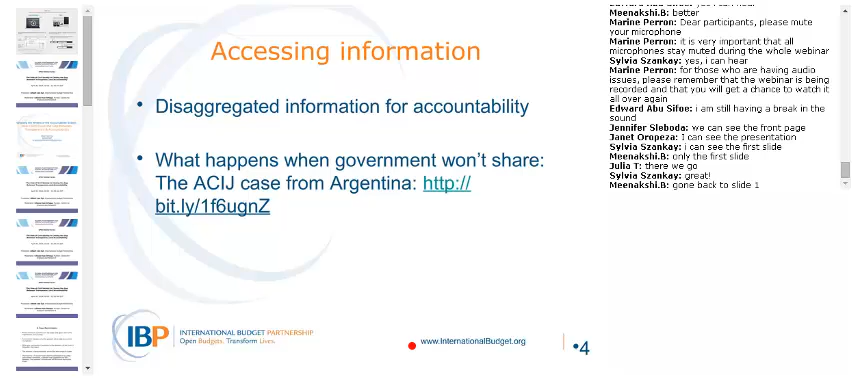 Accessing information
• Disaggregated information for accountability
• What happens when government won't share:
The ACIJ case from Argentina: http://
bit.ly/1f6ugnZ
IBP
INTERNATIONAL BUDGET PARTNERSHIP
Open Budgets. Transform Lives.
www.InternationalBudget.org
•4
Meenakshi.B: better
Marine Perron: Dear participants, please mute
your microphone
Marine Perron: it is very important that all
microphones stay muted during the whole webinar
Sylvia Szankay: yes, i can hear
Marine Perron: for those who are having audio
issues, please remember that the webinar is being
recorded and that you will get a chance to watch it
all over again
Edward Abu Sifoe: i am still having a break in the
sound
Jennifer Sleboda: we can see the front page
Janet Oropeza: I can see the presentation
Sylvia Szankay: i can see the first slide
Meenakshi.B: only the first slide
Julia T: there we go
Sylvia Szankay: great!
Meenakshi.B: gone back to slide 1